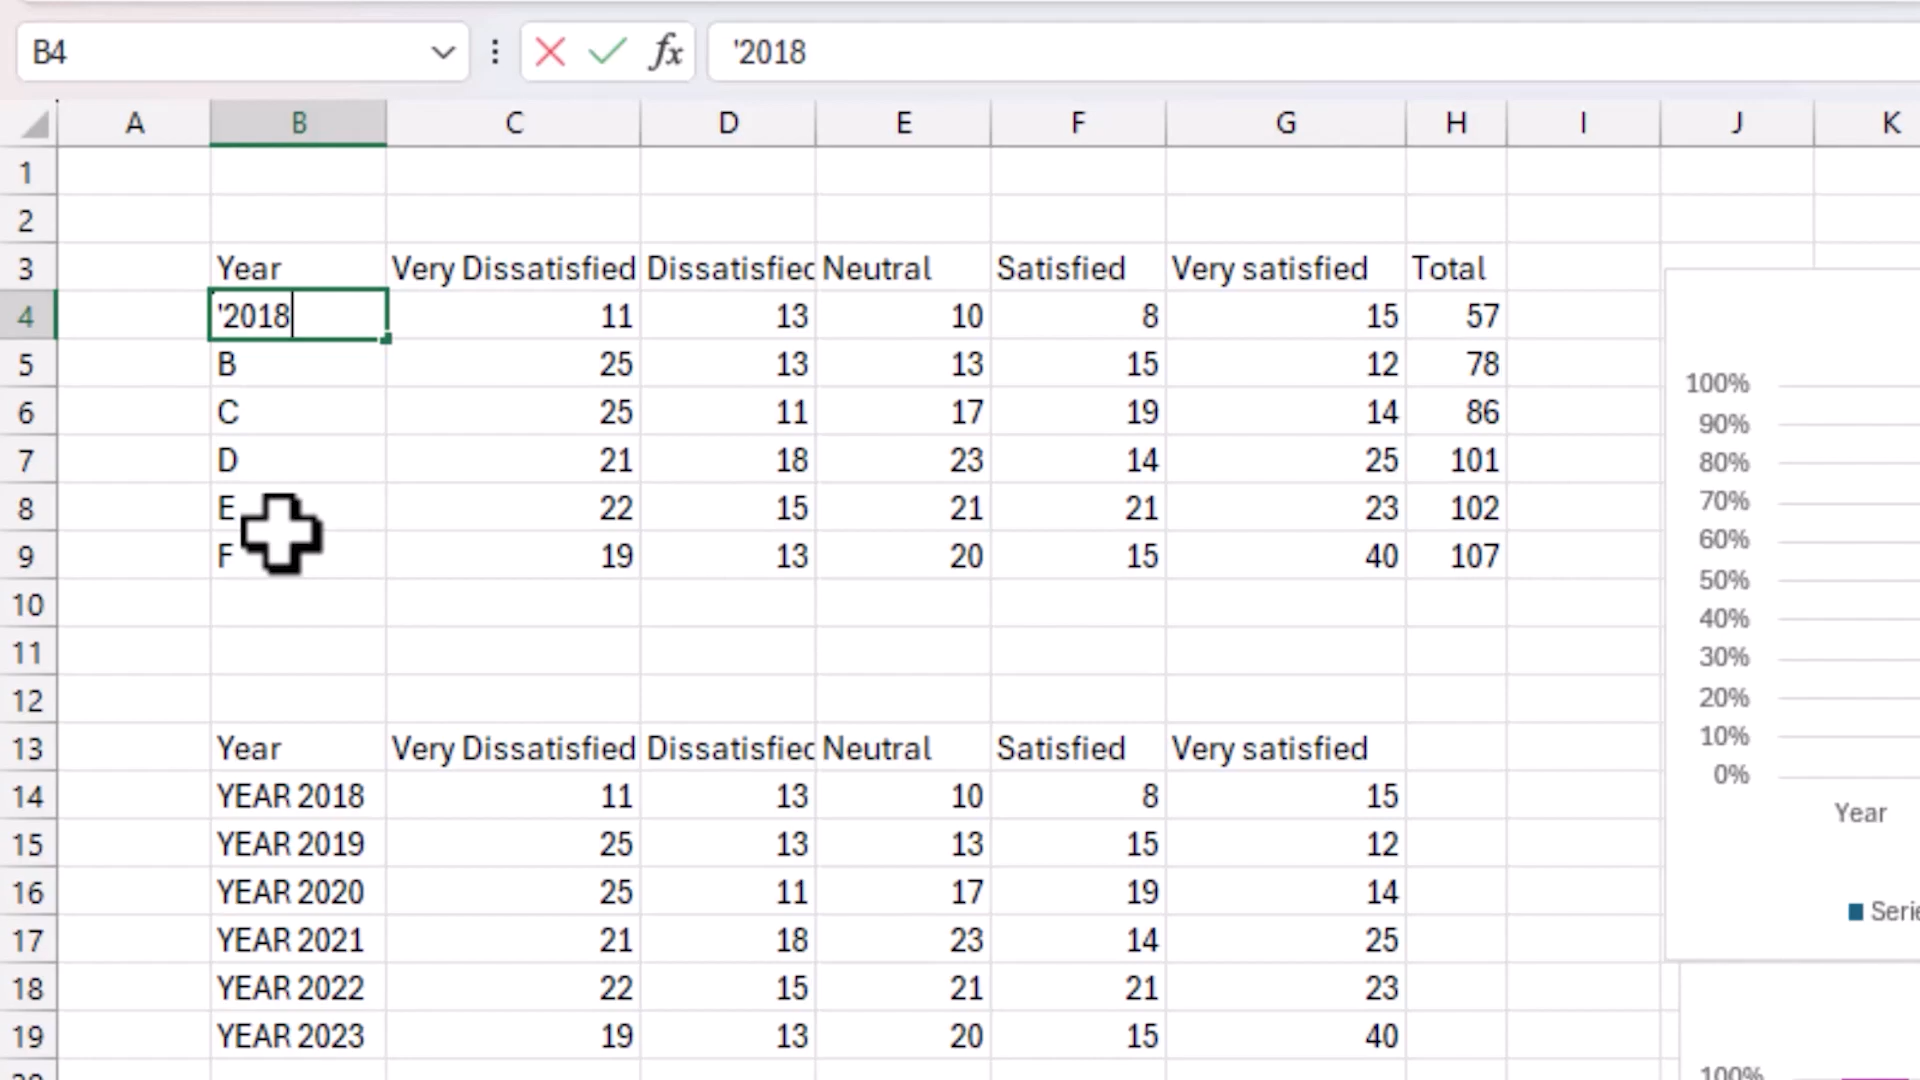 B4 fx '2018
A B C D E F G H I J K
1
2
3 Year Very Dissatisfied Dissatisfied Neutral Satisfied Very satisfied Total
4 '2018 11 13 10 8 15 57
5 B 25 13 13 15 12 78
6 C 25 11 17 19 14 86
7 D 21 18 23 14 25 101
8 E 22 15 21 21 23 102
9 F 19 13 20 15 40 107
10
11
12
13 Year Very Dissatisfied Dissatisfied Neutral Satisfied Very satisfied
14 YEAR 2018 11 13 10 8 15
15 YEAR 2019 25 13 13 15 12
16 YEAR 2020 25 11 17 19 14
17 YEAR 2021 21 18 23 14 25
18 YEAR 2022 22 15 21 21 23
19 YEAR 2023 19 13 20 15 40
100%
90%
80%
70%
60%
50%
40%
30%
20%
10%
0%
Year
Serie
100%